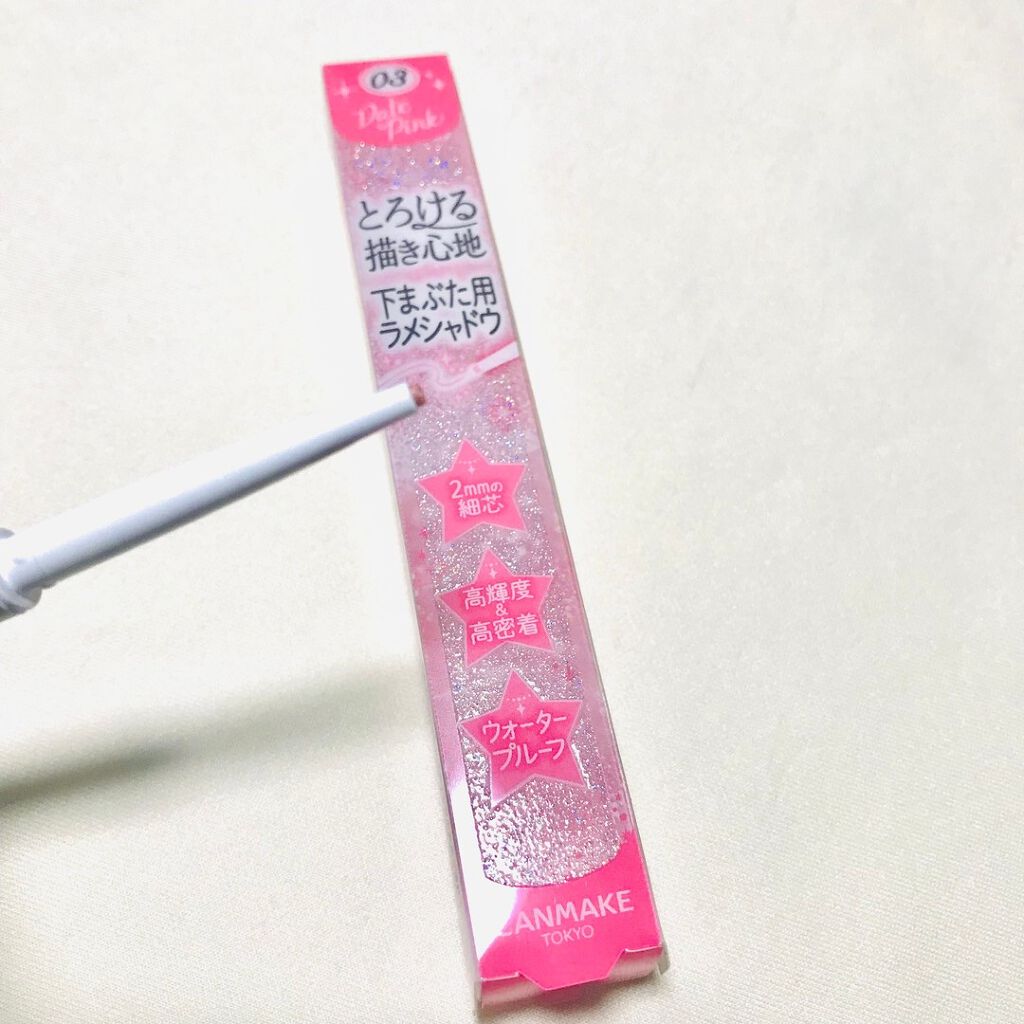 03
Date
Pink
とろける
描き心地
下まぶた用
ラメシャドウ
2mmの
細芯
高輝度
&
高密着
ウォーター
プルーフ
CANMAKE
TOKYO